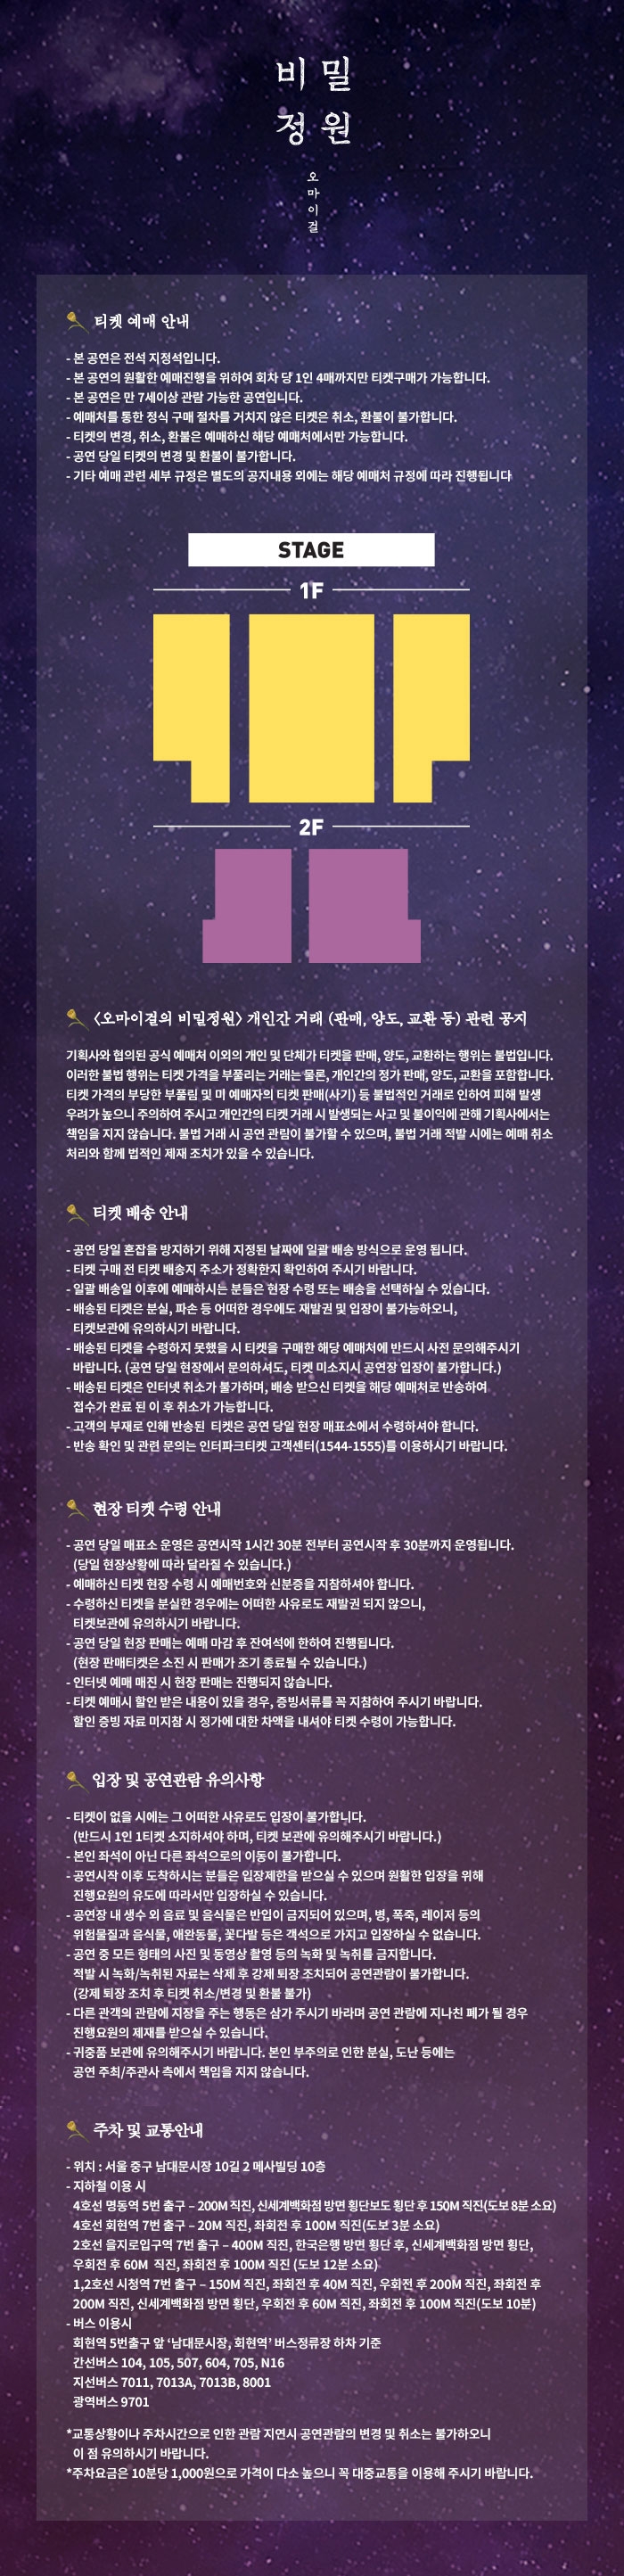 비밀
정원
오마이걸
티켓 예매 안내
- 본 공연은 전석 지정석입니다.
- 본 공연의 원활한 예매진행을 위하여 회차 당 1인 4매까지만 티켓구매가 가능합니다.
- 본 공연은 만 7세이상 관람 가능한 공연입니다.
- 예매처를 통한 정식 구매 절차를 거치지 않은 티켓은 취소, 환불이 불가합니다.
- 티켓의 변경, 취소, 환불은 예매하신 해당 예매처에서만 가능합니다.
- 공연 당일 티켓의 변경 및 환불이 불가합니다.
- 기타 예매 관련 세부 규정은 별도의 공지내용 외에는 해당 예매처 규정에 따라 진행됩니다
STAGE
1F
2F
〈오마이걸의 비밀정원〉 개인간 거래 (판매, 양도, 교환 등) 관련 공지
기획사와 협의된 공식 예매처 이외의 개인 및 단체가 티켓을 판매, 양도, 교환하는 행위는 불법입니다.
이러한 불법 행위는 티켓 가격을 부풀리는 거래는 물론, 개인간의 정가 판매, 양도, 교환을 포함합니다.
티켓 가격의 부당한 부풀림 및 미 예매자의 티켓 판매(사기) 등 불법적인 거래로 인하여 피해 발생
우려가 높으니 주의하여 주시고 개인간의 티켓 거래 시 발생되는 사고 및 불이익에 관해 기획사에서는
책임을 지지 않습니다. 불법 거래 시 공연 관림이 불가할 수 있으며, 불법 거래 적발 시에는 예매 취소
처리와 함께 법적인 제재 조치가 있을 수 있습니다.
티켓 배송 안내
- 공연 당일 혼잡을 방지하기 위해 지정된 날짜에 일괄 배송 방식으로 운영 됩니다.
- 티켓 구매 전 티켓 배송지 주소가 정확한지 확인하여 주시기 바랍니다.
- 일괄 배송일 이후에 예매하시는 분들은 현장 수령 또는 배송을 선택하실 수 있습니다.
- 배송된 티켓은 분실, 파손 등 어떠한 경우에도 재발권 및 입장이 불가능하오니,
티켓보관에 유의하시기 바랍니다.
- 배송된 티켓을 수령하지 못했을 시 티켓을 구매한 해당 예매처에 반드시 사전 문의해주시기
바랍니다. (공연 당일 현장에서 문의하셔도, 티켓 미소지시 공연장 입장이 불가합니다.)
- 배송된 티켓은 인터넷 취소가 불가하며, 배송 받으신 티켓을 해당 예매처로 반송하여
접수가 완료 된 이 후 취소가 가능합니다.
- 고객의 부재로 인해 반송된 티켓은 공연 당일 현장 매표소에서 수령하셔야 합니다.
- 반송 확인 및 관련 문의는 인터파크티켓 고객센터(1544-1555)를 이용하시기 바랍니다.
현장 티켓 수령 안내
- 공연 당일 매표소 운영은 공연시작 1시간 30분 전부터 공연시작 후 30분까지 운영됩니다.
(당일 현장상황에 따라 달라질 수 있습니다.)
- 예매하신 티켓 현장 수령 시 예매번호와 신분증을 지참하셔야 합니다.
- 수령하신 티켓을 분실한 경우에는 어떠한 사유로도 재발권 되지 않으니,
티켓보관에 유의하시기 바랍니다.
- 공연 당일 현장 판매는 예매 마감 후 잔여석에 한하여 진행됩니다.
(현장 판매티켓은 소진 시 판매가 조기 종료될 수 있습니다.)
- 인터넷 예매 매진 시 현장 판매는 진행되지 않습니다.
- 티켓 예매시 할인 받은 내용이 있을 경우, 증빙서류를 꼭 지참하여 주시기 바랍니다.
할인 증빙 자료 미지참 시 정가에 대한 차액을 내셔야 티켓 수령이 가능합니다.
입장 및 공연관람 유의사항
- 티켓이 없을 시에는 그 어떠한 사유로도 입장이 불가합니다.
(반드시 1인 1티켓 소지하셔야 하며, 티켓 보관에 유의해주시기 바랍니다.)
- 본인 좌석이 아닌 다른 좌석으로의 이동이 불가합니다.
- 공연시작 이후 도착하시는 분들은 입장제한을 받으실 수 있으며 원활한 입장을 위해
진행요원의 유도에 따라서만 입장하실 수 있습니다.
- 공연장 내 생수 외 음료 및 음식물은 반입이 금지되어 있으며, 병, 폭죽, 레이저 등의
위험물질과 음식물, 애완동물, 꽃다발 등은 객석으로 가지고 입장하실 수 없습니다.
- 공연 중 모든 형태의 사진 및 동영상 촬영 등의 녹화 및 녹취를 금지합니다.
적발 시 녹화/녹취된 자료는 삭제 후 강제 퇴장 조치되어 공연관람이 불가합니다.
(강제 퇴장 조치 후 티켓 취소/변경 및 환불 불가)
- 다른 관객의 관람에 지장을 주는 행동은 삼가 주시기 바라며 공연 관람에 지나친 폐가 될 경우
진행요원의 제재를 받으실 수 있습니다.
- 귀중품 보관에 유의해주시기 바랍니다. 본인 부주의로 인한 분실, 도난 등에는
공연 주최/주관사 측에서 책임을 지지 않습니다.
주차 및 교통안내
- 위치 : 서울 중구 남대문시장 10길 2 메사빌딩 10층
- 지하철 이용 시
4호선 명동역 5번 출구 – 200M 직진, 신세계백화점 방면 횡단보도 횡단 후 150M 직진(도보 8분 소요)
4호선 회현역 7번 출구 – 20M 직진, 좌회전 후 100M 직진(도보 3분 소요)
2호선 을지로입구역 7번 출구 – 400M 직진, 한국은행 방면 횡단 후, 신세계백화점 방면 횡단,
우회전 후 60M 직진, 좌회전 후 100M 직진 (도보 12분 소요)
1,2호선 시청역 7번 출구 – 150M 직진, 좌회전 후 40M 직진, 우회전 후 200M 직진, 좌회전 후
200M 직진, 신세계백화점 방면 횡단, 우회전 후 60M 직진, 좌회전 후 100M 직진(도보 10분)
- 버스 이용시
회현역 5번출구 앞 ‘남대문시장, 회현역’ 버스정류장 하차 기준
간선버스 104, 105, 507, 604, 705, N16
지선버스 7011, 7013A, 7013B, 8001
광역버스 9701
*교통상황이나 주차시간으로 인한 관람 지연시 공연관람의 변경 및 취소는 불가하오니
이 점 유의하시기 바랍니다.
*주차요금은 10분당 1,000원으로 가격이 다소 높으니 꼭 대중교통을 이용해 주시기 바랍니다.